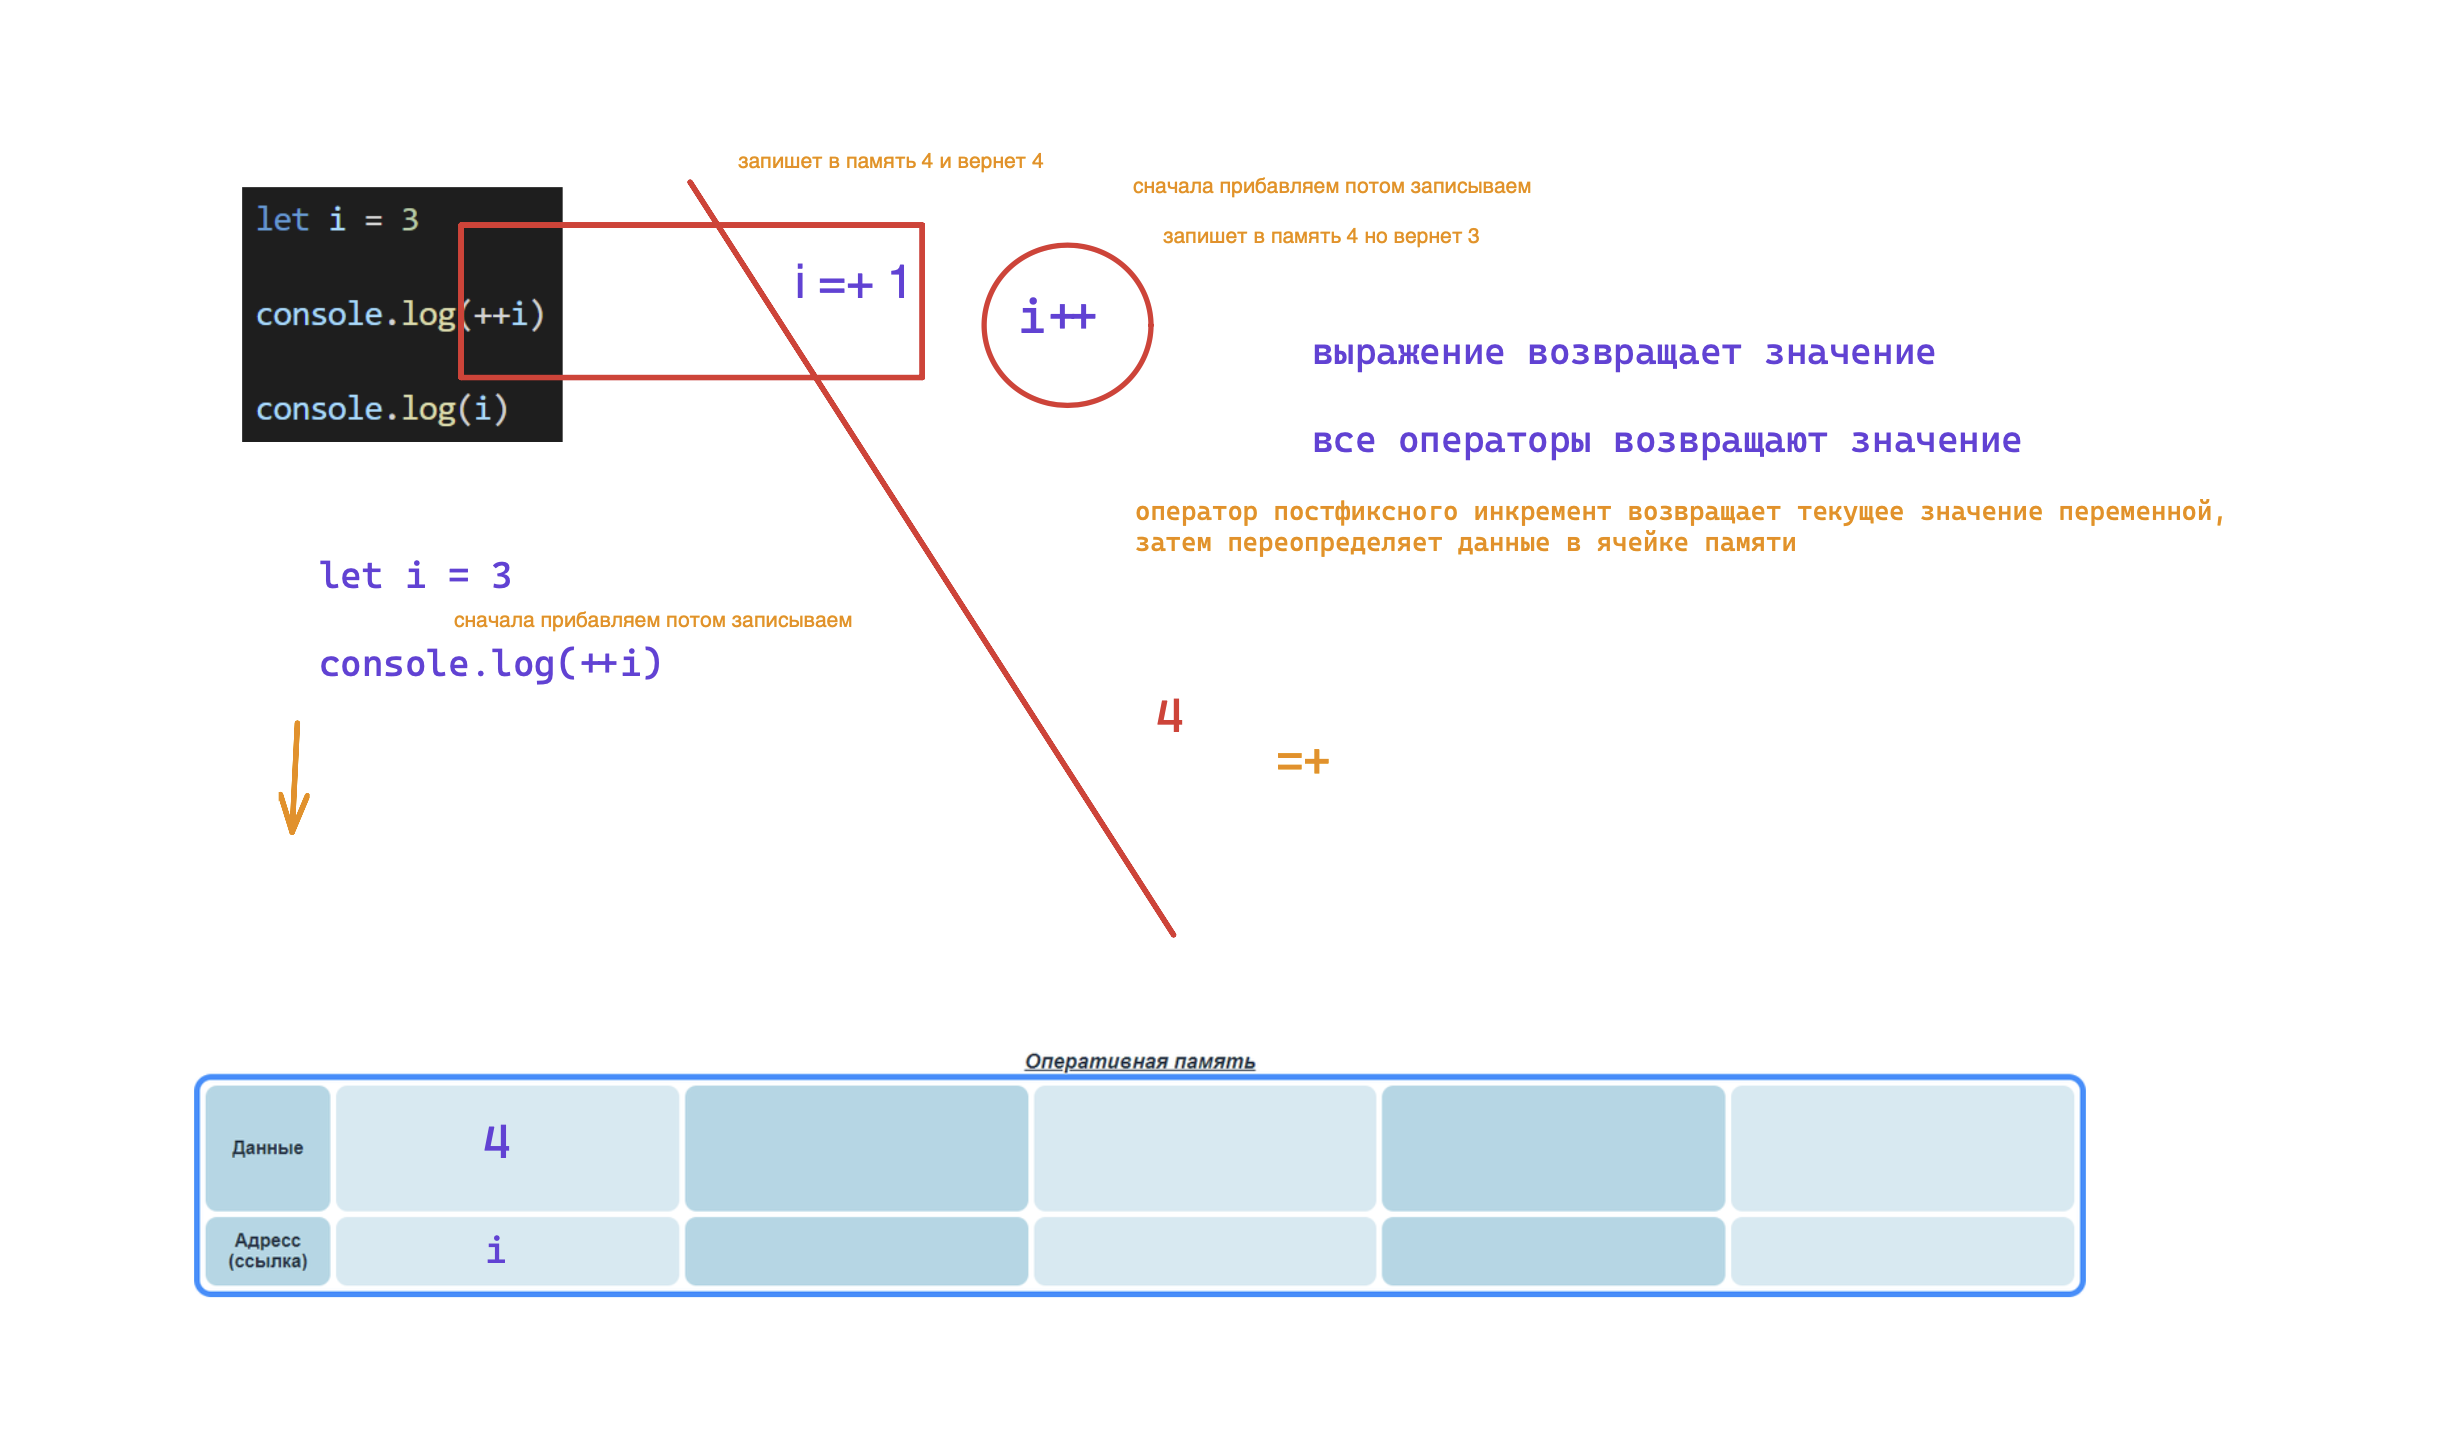 запишет в память 4 и вернет 4
сначала прибавляем потом записываем
запишет в память 4 но вернет 3
let i = 3
console.log(++i)
console.log(i)
i =+ 1
i++
выражение возвращает значение
все операторы возвращают значение
оператор постфиксного инкремент возвращает текущее значение переменной,
затем переопределяет данные в ячейке памяти
let i = 3
сначала прибавляем потом записываем
console.log(++i)
4
=+
Оперативная память
Данные
4
Адресс
(ссылка)
i